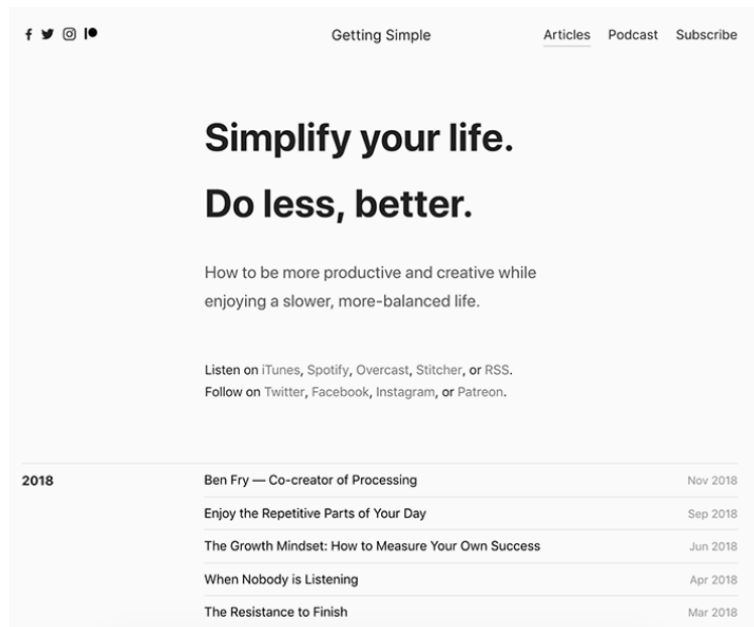 Getting Simple
Articles Podcast Subscribe
Simplify your life.
Do less, better.
How to be more productive and creative while
enjoying a slower, more-balanced life.
Listen on iTunes, Spotify, Overcast, Stitcher, or RSS.
Follow on Twitter, Facebook, Instagram, or Patreon.
2018 Ben Fry — Co-creator of Processing Nov 2018
Enjoy the Repetitive Parts of Your Day Sep 2018
The Growth Mindset: How to Measure Your Own Success Jun 2018
When Nobody is Listening Apr 2018
The Resistance to Finish Mar 2018